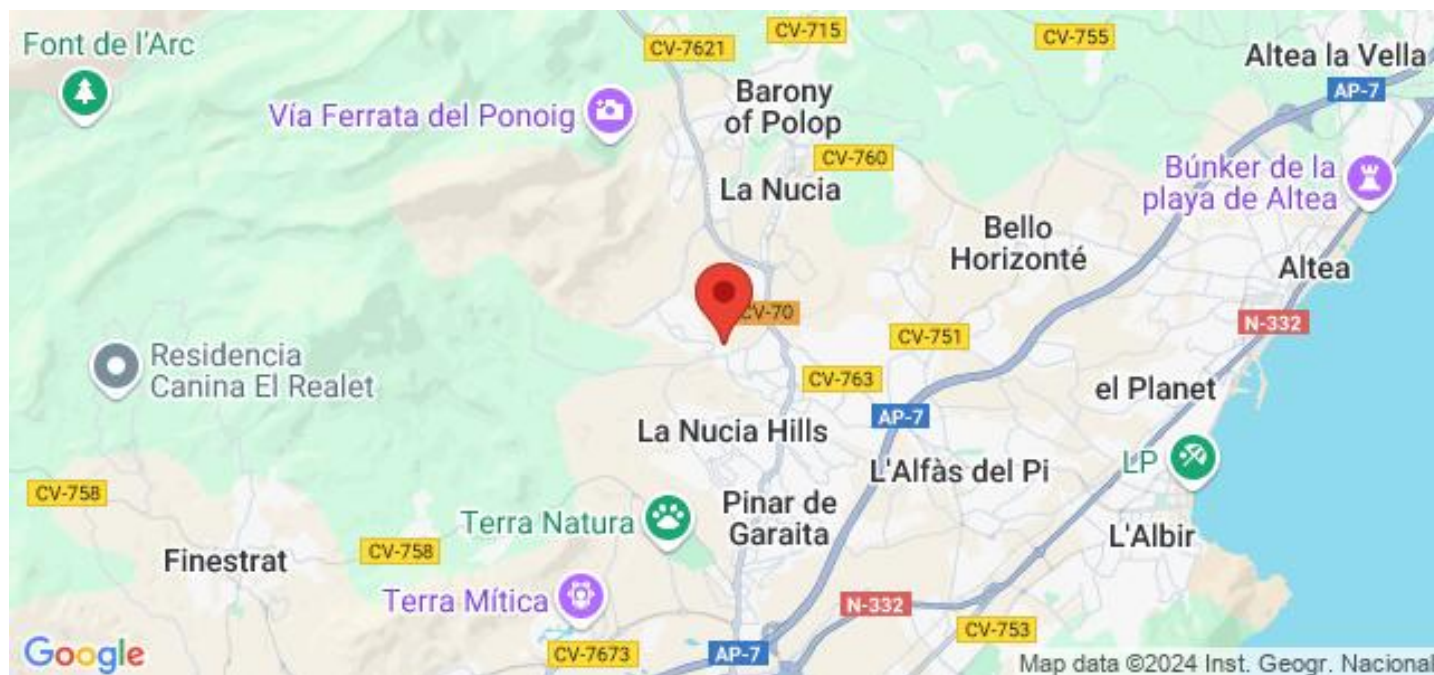 Font de l'Arc
CV-7621
CV-715
CV-755
Altea la Vella
AP-7
Vía Ferrata del Ponoig
Barony
of Polop
CV-760
La Nucia
Búnker de la
playa de Altea
Bello
Horizonté
Altea
CV-70
N-332
CV-751
Residencia
Canina El Realet
CV-763
el Planet
AP-7
La Nucia Hills
L'Alfàs del Pi
LP
CV-758
Terra Natura
Pinar de
Garaita
L'Albir
Finestrat
CV-758
Terra Mítica
N-332
CV-753
Google
CV-7673
AP-7
Map data ©2024 Inst. Geogr. Nacional